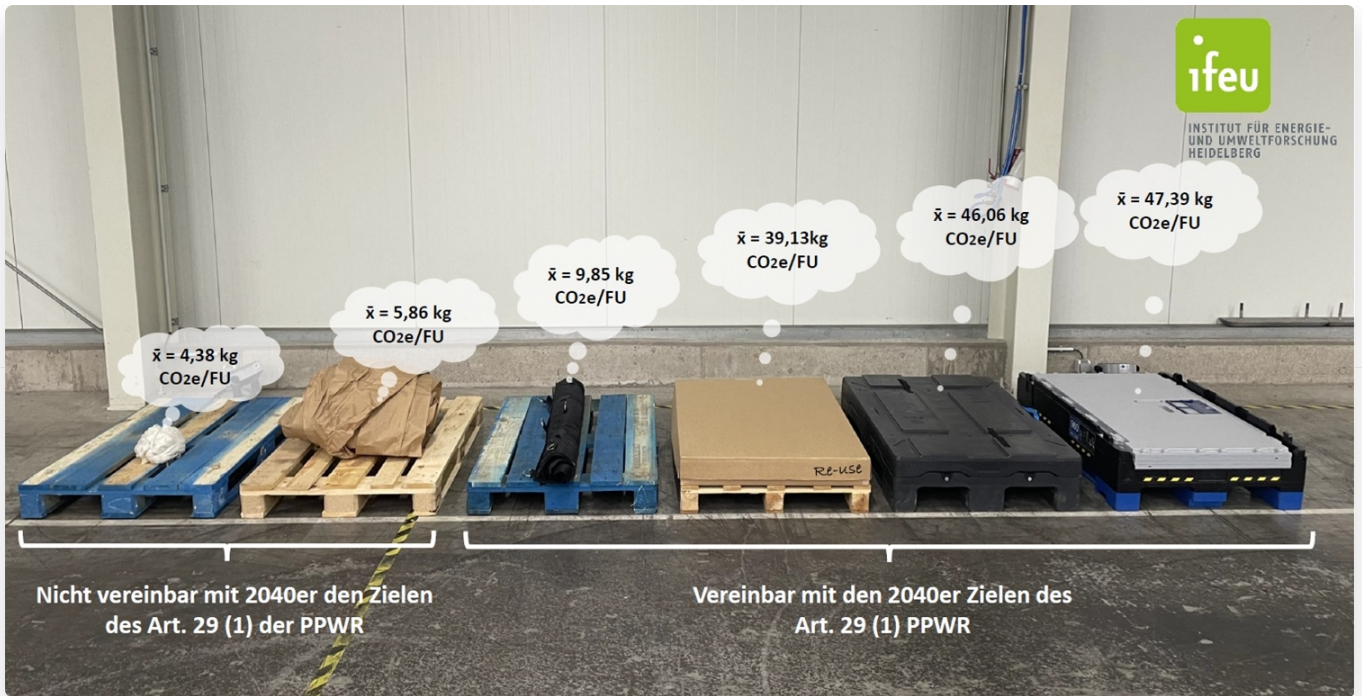 ifeu
INSTITUT FÜR ENERGIE-
UND UMWELTFORSCHUNG
HEIDELBERG
x̄ = 4,38 kg
CO2e/FU
x̄ = 5,86 kg
CO2e/FU
x̄ = 9,85 kg
CO2e/FU
x̄ = 39,13kg
CO2e/FU
x̄ = 46,06 kg
CO2e/FU
x̄ = 47,39 kg
CO2e/FU
Re-use
Nicht vereinbar mit 2040er den Zielen
des Art. 29 (1) der PPWR
Vereinbar mit den 2040er Zielen des
Art. 29 (1) PPWR